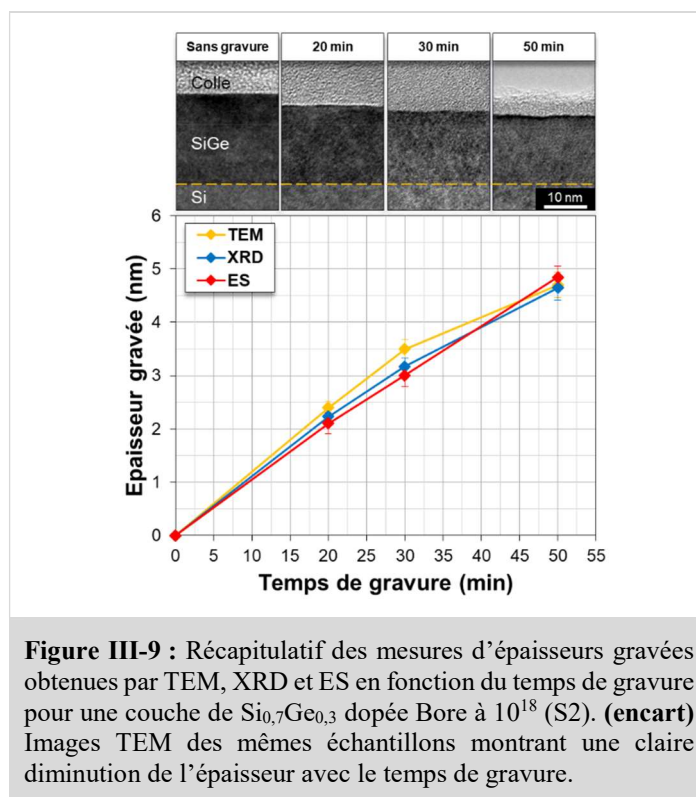 Sans gravure 20 min 30 min 50 min
Colle
SiGe
Si
10 nm
6
5
4
3
2
1
0
TEM
XRD
ES
Epaisseur gravée (nm)
0 5 10 15 20 25 30 35 40 45 50 55
Temps de gravure (min)
Figure III-9 : Récapitulatif des mesures d’épaisseurs gravées
obtenues par TEM, XRD et ES en fonction du temps de gravure
pour une couche de Si0,7Ge0,3 dopée Bore à 10^18 (S2). (encart)
Images TEM des mêmes échantillons montrant une claire
diminution de l’épaisseur avec le temps de gravure.